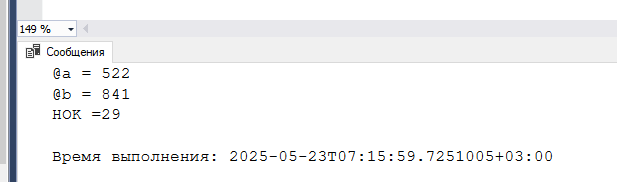 149 %
Сообщения
@a = 522
@b = 841
НОК =29
Время выполнения: 2025-05-23T07:15:59.7251005+03:00